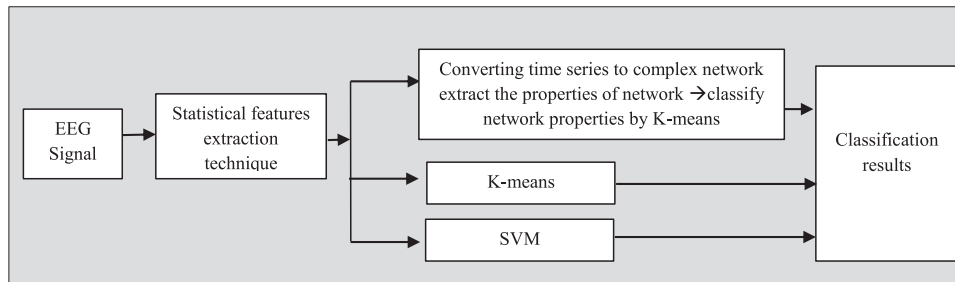 EEG
Signal
Statistical features
extraction
technique
Converting time series to complex network
extract the properties of network →classify
network properties by K-means
K-means
SVM
Classification
results